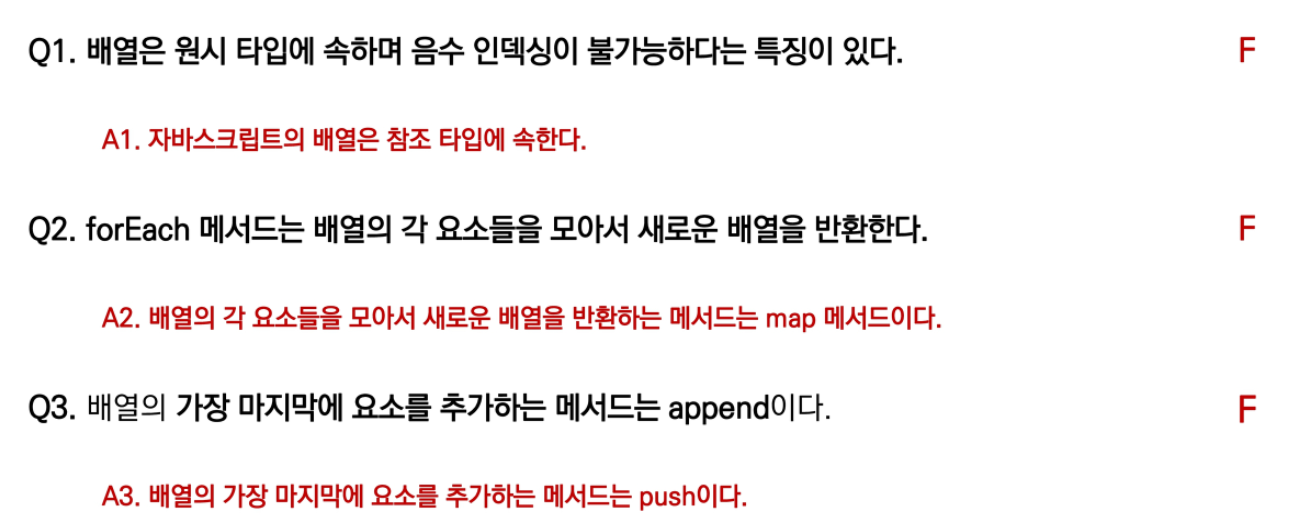 Q1. 배열은 원시 타입에 속하며 음수 인덱싱이 불가능하다는 특징이 있다. F
A1. 자바스크립트의 배열은 참조 타입에 속한다.
Q2. forEach 메서드는 배열의 각 요소들을 모아서 새로운 배열을 반환한다. F
A2. 배열의 각 요소들을 모아서 새로운 배열을 반환하는 메서드는 map 메서드이다.
Q3. 배열의 가장 마지막에 요소를 추가하는 메서드는 append이다. F
A3. 배열의 가장 마지막에 요소를 추가하는 메서드는 push이다.